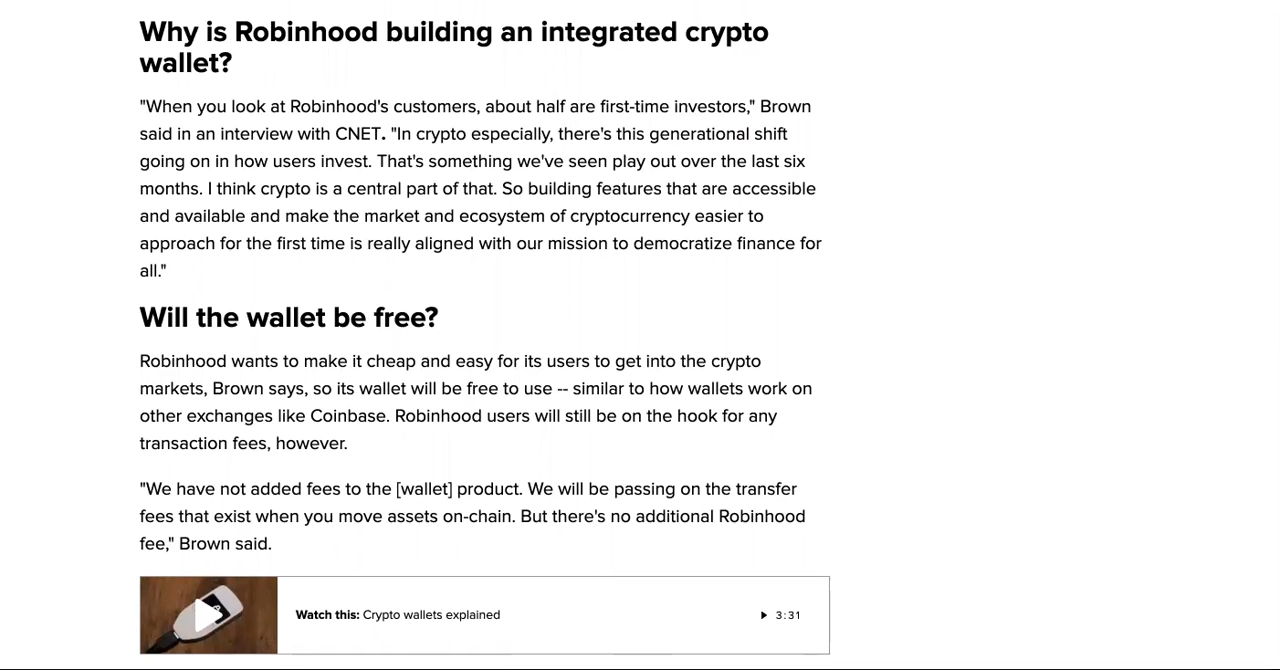 Why is Robinhood building an integrated crypto
wallet?
"When you look at Robinhood's customers, about half are first-time investors," Brown
said in an interview with CNET. "In crypto especially, there's this generational shift
going on in how users invest. That's something we've seen play out over the last six
months. I think crypto is a central part of that. So building features that are accessible
and available and make the market and ecosystem of cryptocurrency easier to
approach for the first time is really aligned with our mission to democratize finance for
all."
Will the wallet be free?
Robinhood wants to make it cheap and easy for its users to get into the crypto
markets, Brown says, so its wallet will be free to use -- similar to how wallets work on
other exchanges like Coinbase. Robinhood users will still be on the hook for any
transaction fees, however.
"We have not added fees to the [wallet] product. We will be passing on the transfer
fees that exist when you move assets on-chain. But there's no additional Robinhood
fee," Brown said.
Watch this: Crypto wallets explained
3:31